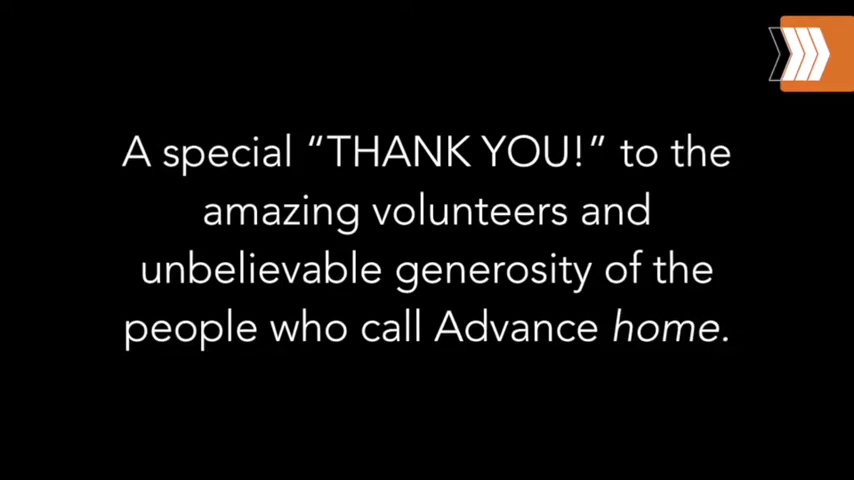 A special “THANK YOU!” to the
amazing volunteers and
unbelievable generosity of the
people who call Advance home.